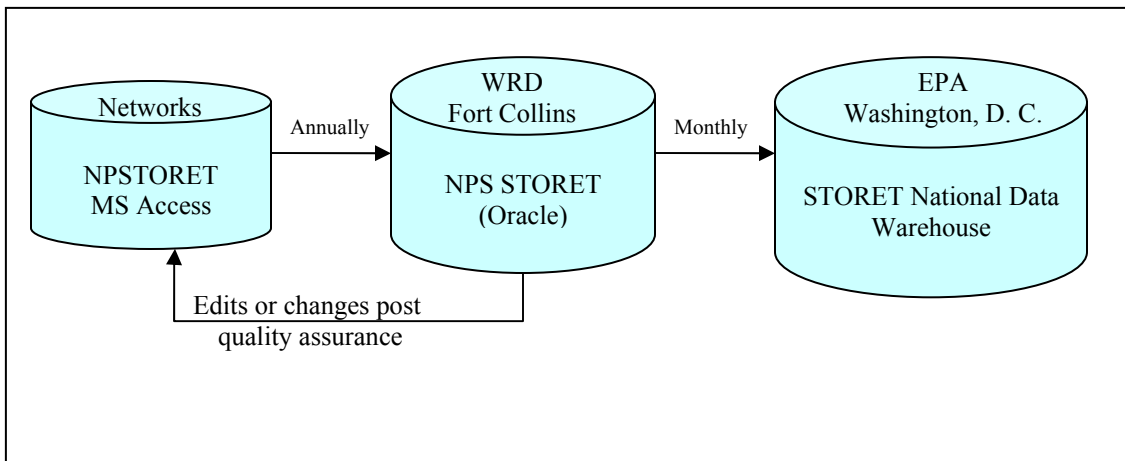 Networks
NPSTORET
MS Access
Annually
WRD
Fort Collins
NPS STORET
(Oracle)
Monthly
EPA
Washington, D. C.
STORET National Data
Warehouse
Edits or changes post
quality assurance